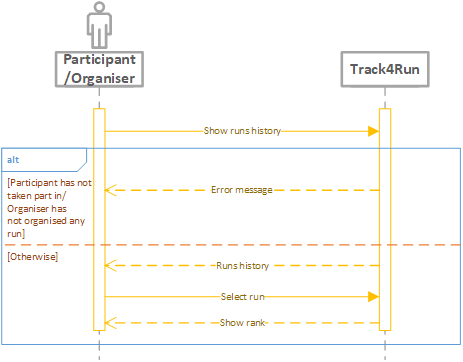 Participant
/Organiser
Track4Run
Show runs history
alt
[Participant has not
taken part in/
Organiser has
not organised any
run]
Error message
[Otherwise]
Runs history
Select run
Show rank